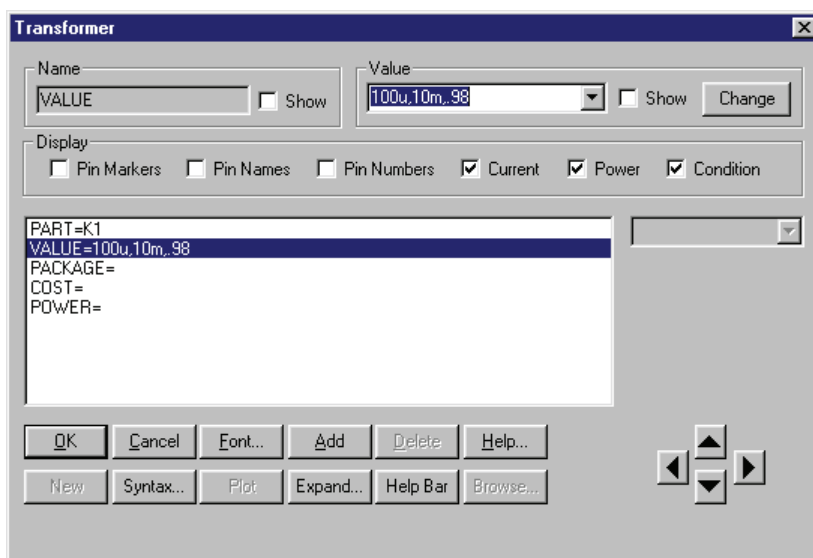 Transformer
Name
VALUE
Show
Value
100u,10m,.98
Show
Change
Display
Pin Markers Pin Names Pin Numbers Current Power Condition
PART=K1
VALUE=100u,10m,.98
PACKAGE=
COST=
POWER=
OK Cancel Font... Add Delete Help...
New Syntax... Plot Expand... Help Bar Browse...